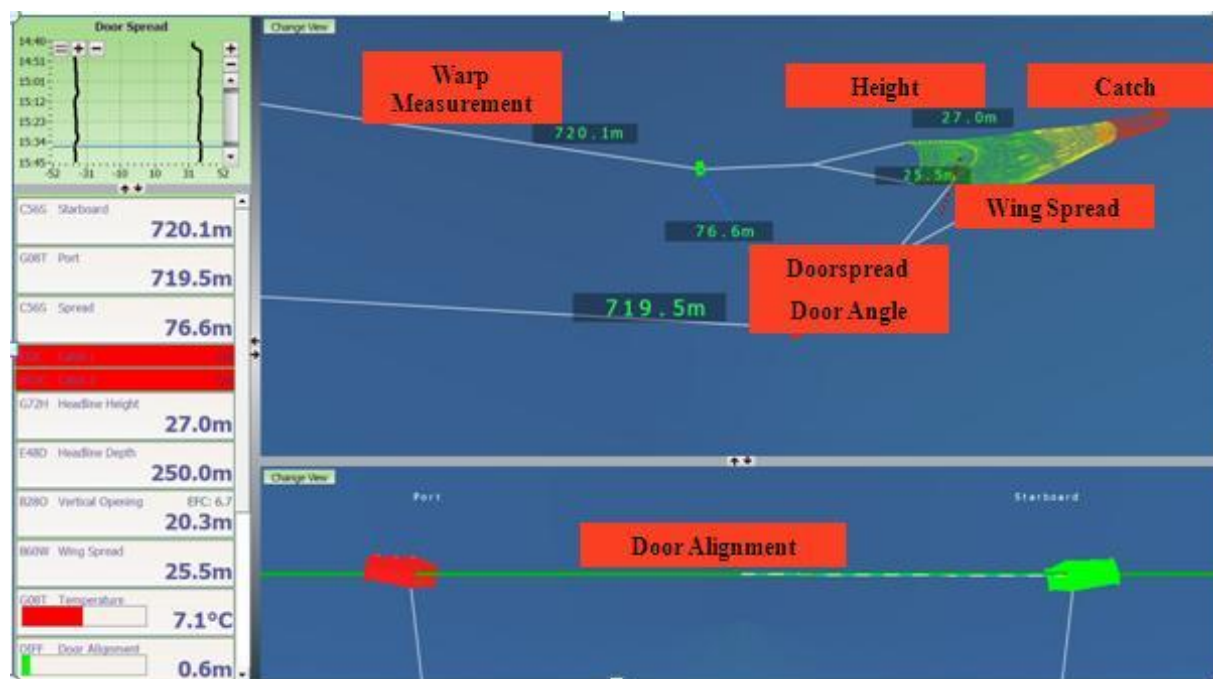 Door Spread
14:40
14:51
15:01
15:12
15:23
15:34
15:45
-52 -31 -10 10 31 52
C56S Starboard
720.1m
G08T Port
719.5m
C56S Spread
76.6m
G72H Headline Height
27.0m
E48D Headline Depth
250.0m
B28O Vertical Opening EFC: 6.7
20.3m
B60W Wing Spread
25.5m
G08T Temperature
7.1°C
DIFF Door Alignment
0.6m
Change View
Warp
Measurement
Height
Catch
720.1m
27.0m
25.5m
Wing Spread
76.6m
Doorspread
Door Angle
719.5m
Change View
Port
Starboard
Door Alignment